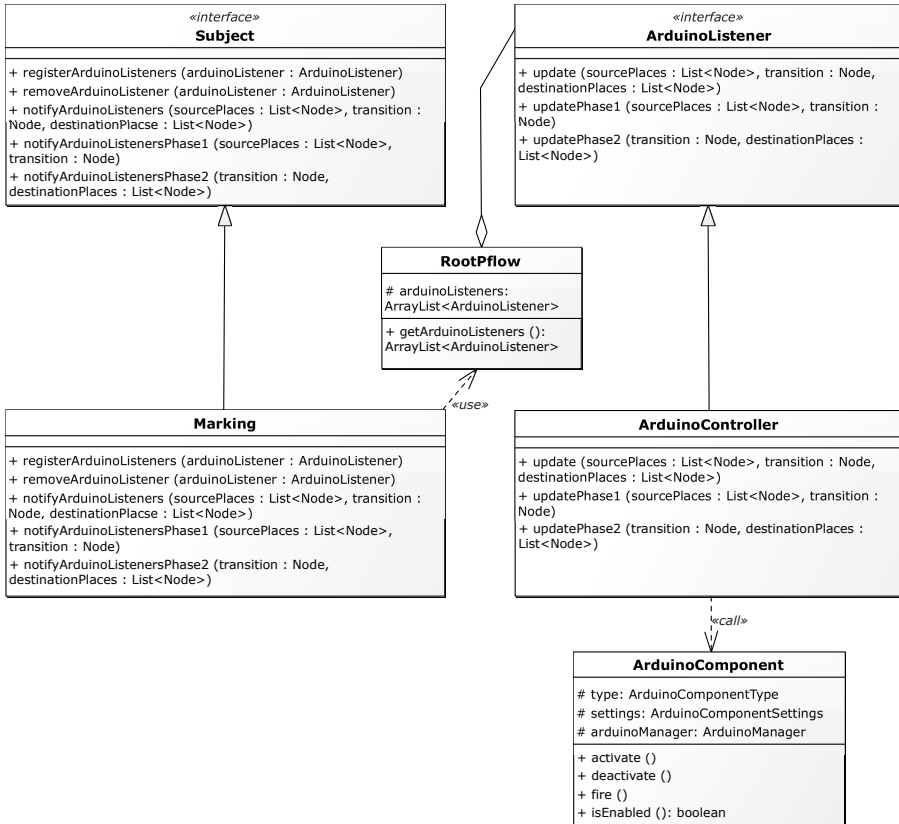 «interface»
Subject
+ registerArduinoListeners (arduinoListener : ArduinoListener)
+ removeArduinoListener (arduinoListener : ArduinoListener)
+ notifyArduinoListeners (sourcePlaces : List<Node>, transition :
Node, destinationPlacse : List<Node>)
+ notifyArduinoListenersPhase1 (sourcePlaces : List<Node>,
transition : Node)
+ notifyArduinoListenersPhase2 (transition : Node,
destinationPlaces : List<Node>)
«interface»
ArduinoListener
+ update (sourcePlaces : List<Node>, transition : Node,
destinationPlaces : List<Node>)
+ updatePhase1 (sourcePlaces : List<Node>, transition :
Node)
+ updatePhase2 (transition : Node, destinationPlaces :
List<Node>)
RootPflow
# arduinoListeners:
ArrayList<ArduinoListener>
+ getArduinoListeners ():
ArrayList<ArduinoListener>
«use»
Marking
+ registerArduinoListeners (arduinoListener : ArduinoListener)
+ removeArduinoListener (arduinoListener : ArduinoListener)
+ notifyArduinoListeners (sourcePlaces : List<Node>, transition :
Node, destinationPlacse : List<Node>)
+ notifyArduinoListenersPhase1 (sourcePlaces : List<Node>,
transition : Node)
+ notifyArduinoListenersPhase2 (transition : Node,
destinationPlaces : List<Node>)
ArduinoController
+ update (sourcePlaces : List<Node>, transition : Node,
destinationPlaces : List<Node>)
+ updatePhase1 (sourcePlaces : List<Node>, transition :
Node)
+ updatePhase2 (transition : Node, destinationPlaces :
List<Node>)
«call»
ArduinoComponent
# type: ArduinoComponentType
# settings: ArduinoComponentSettings
# arduinoManager: ArduinoManager
+ activate ()
+ deactivate ()
+ fire ()
+ isEnabled (): boolean